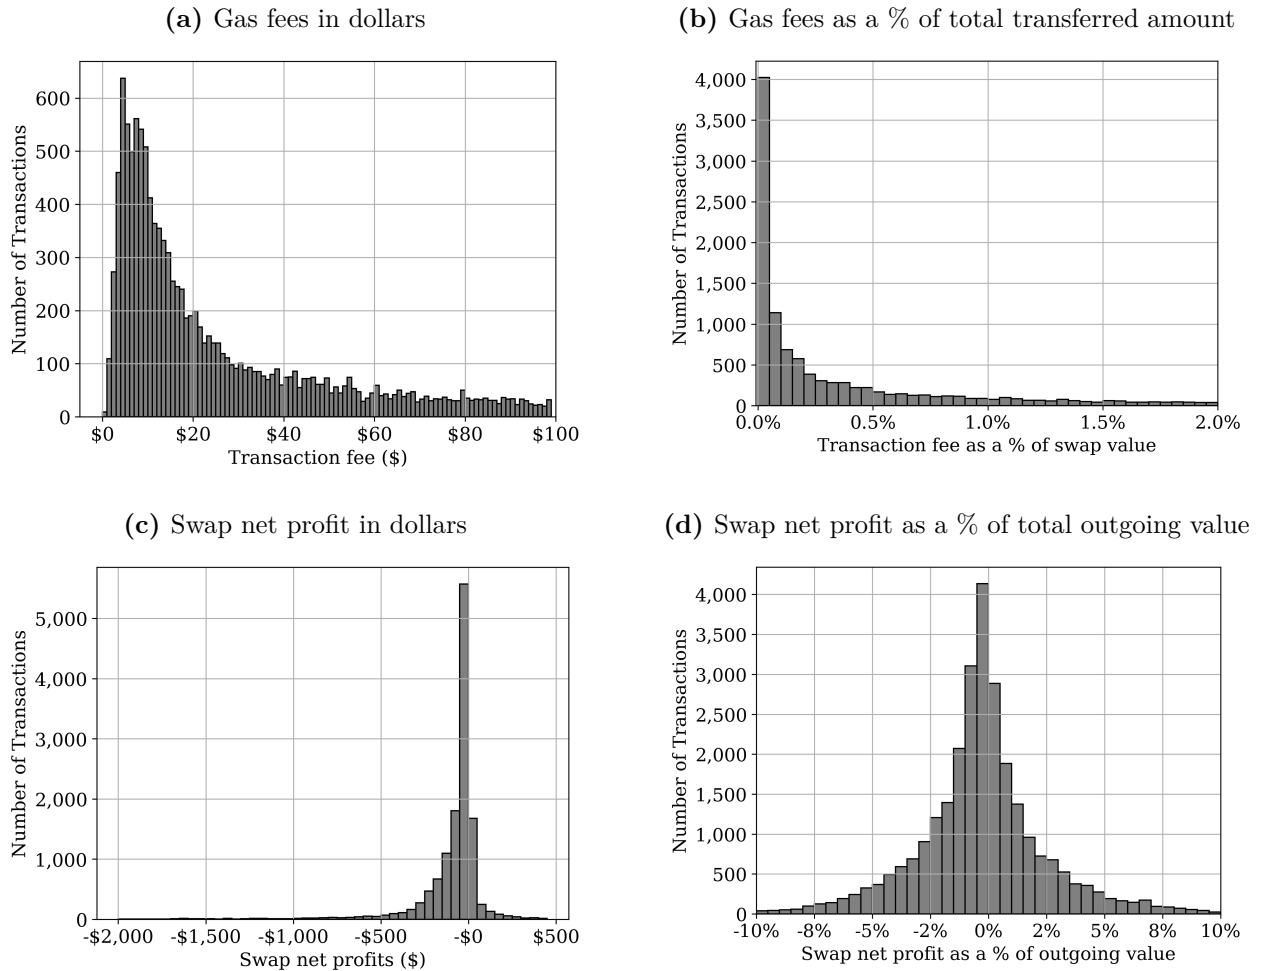 (a) Gas fees in dollars
Number of Transactions
600
500
400
300
200
100
0
$0 $20 $40 $60 $80 $100
Transaction fee ($)
(b) Gas fees as a % of total transferred amount
Number of Transactions
4,000
3,500
3,000
2,500
2,000
1,500
1,000
500
0
0.0% 0.5% 1.0% 1.5% 2.0%
Transaction fee as a % of swap value
(c) Swap net profit in dollars
Number of Transactions
5,000
4,000
3,000
2,000
1,000
0
-$2,000 -$1,500 -$1,000 -$500 -$0 $500
Swap net profits ($)
(d) Swap net profit as a % of total outgoing value
Number of Transactions
4,000
3,500
3,000
2,500
2,000
1,500
1,000
500
0
-10% -8% -5% -2% 0% 2% 5% 8% 10%
Swap net profit as a % of outgoing value